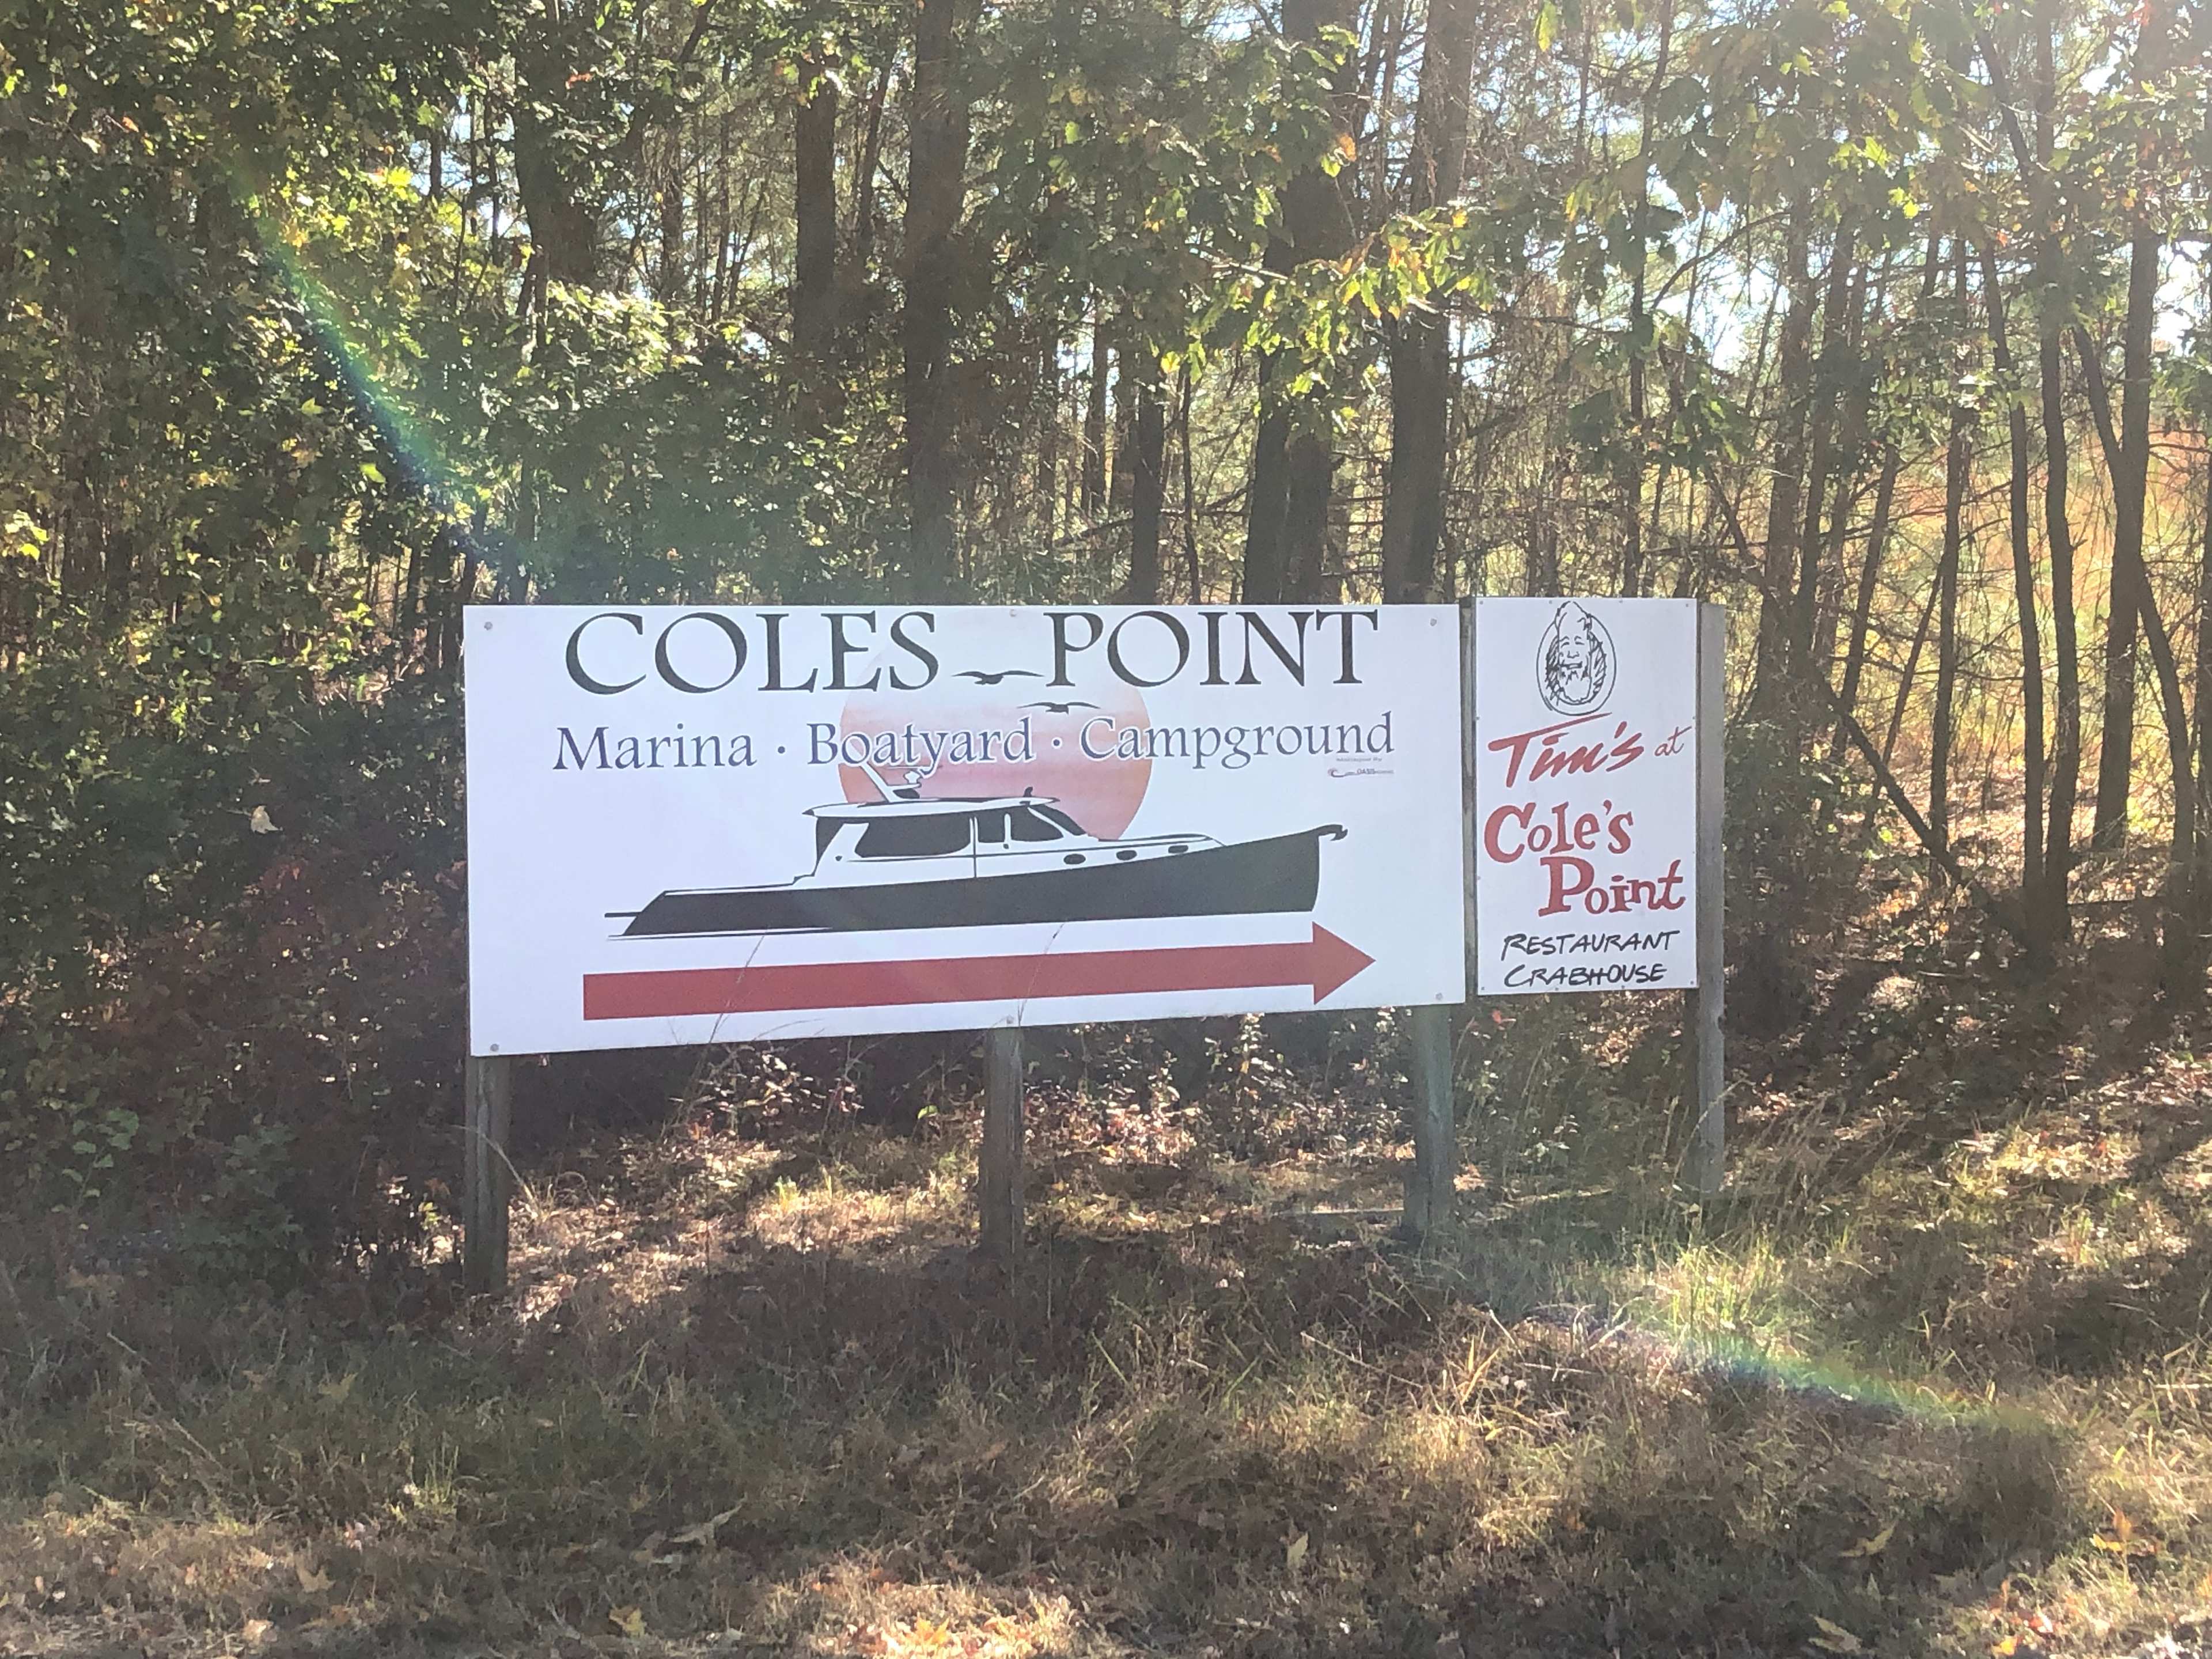 COLES POINT
Marina · Boatyard · Campground
Tim's at
Cole's
Point
RESTAURANT
CRABHOUSE